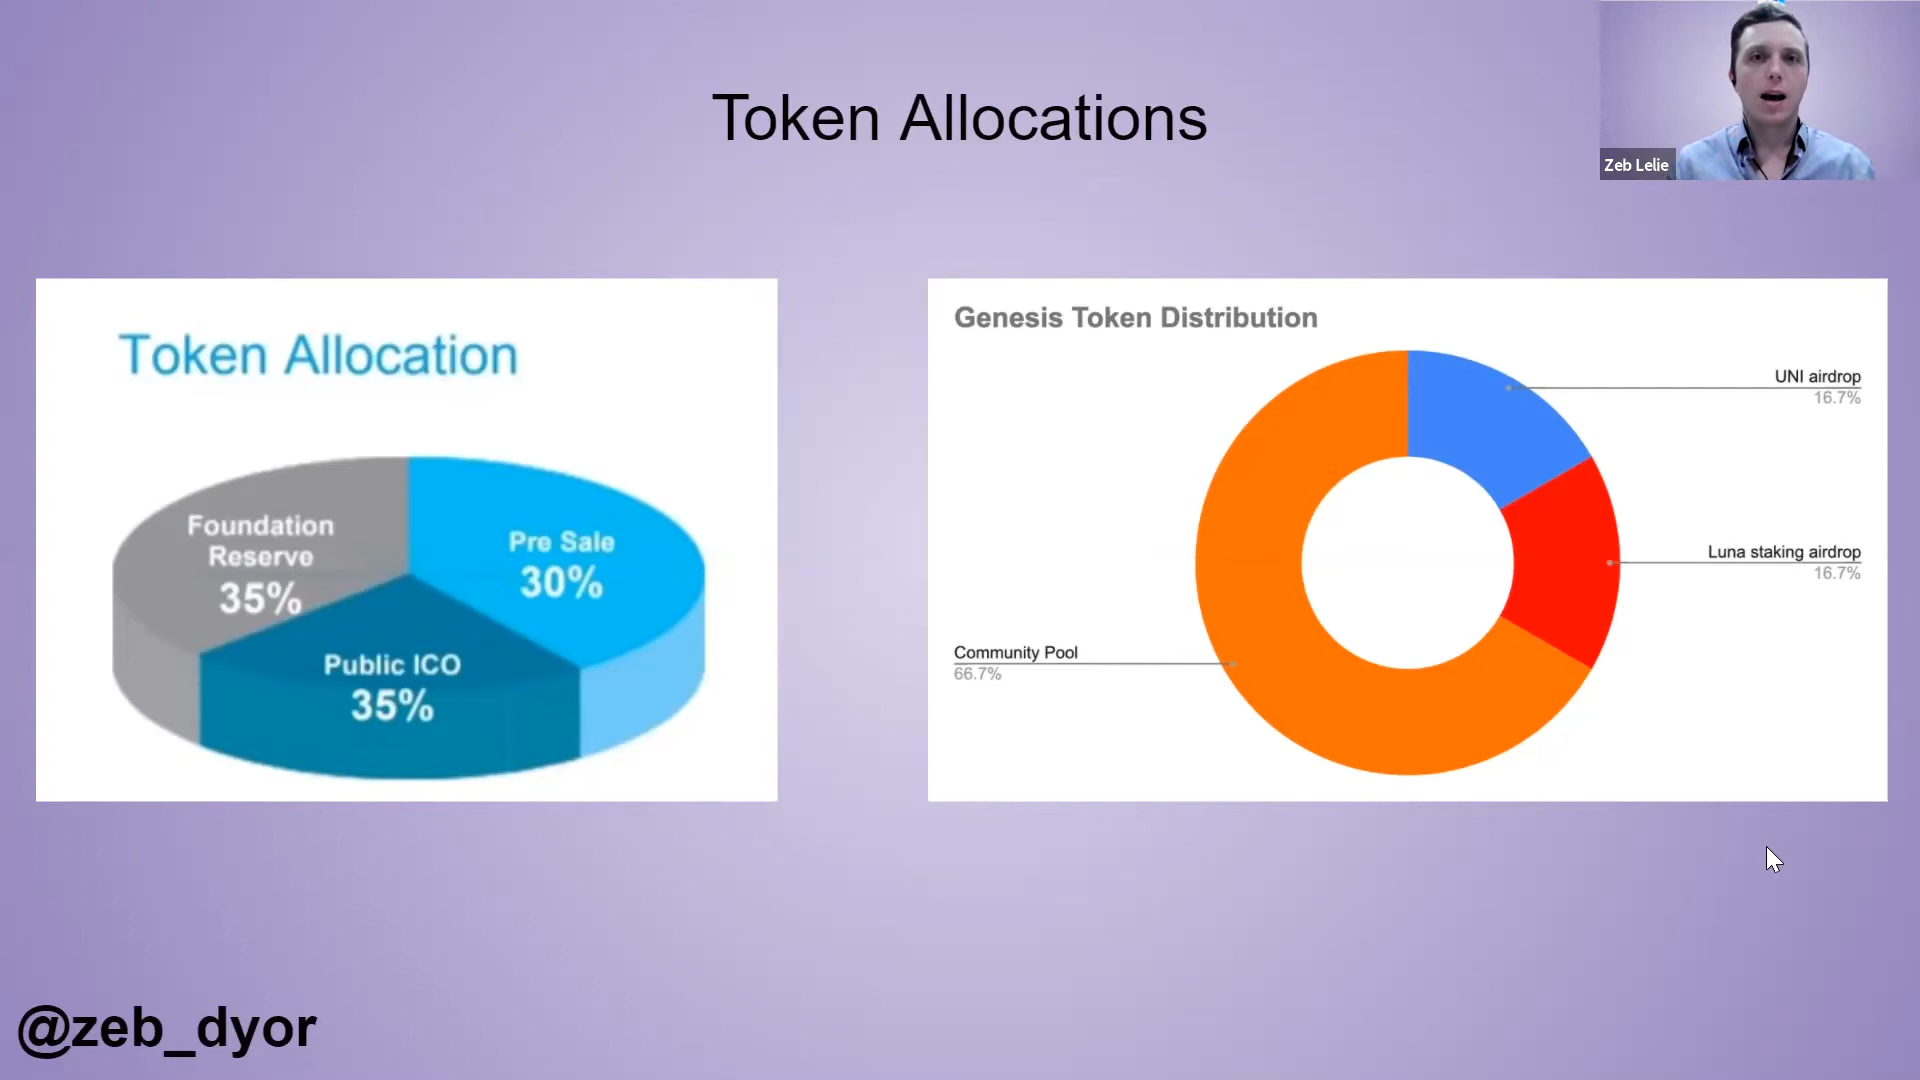 Token Allocations
Zeb Lelie
Token Allocation
Foundation
Reserve
35%
Pre Sale
30%
Public ICO
35%
Genesis Token Distribution
UNI airdrop
16.7%
Luna staking airdrop
16.7%
Community Pool
66.7%
@zeb_dyor